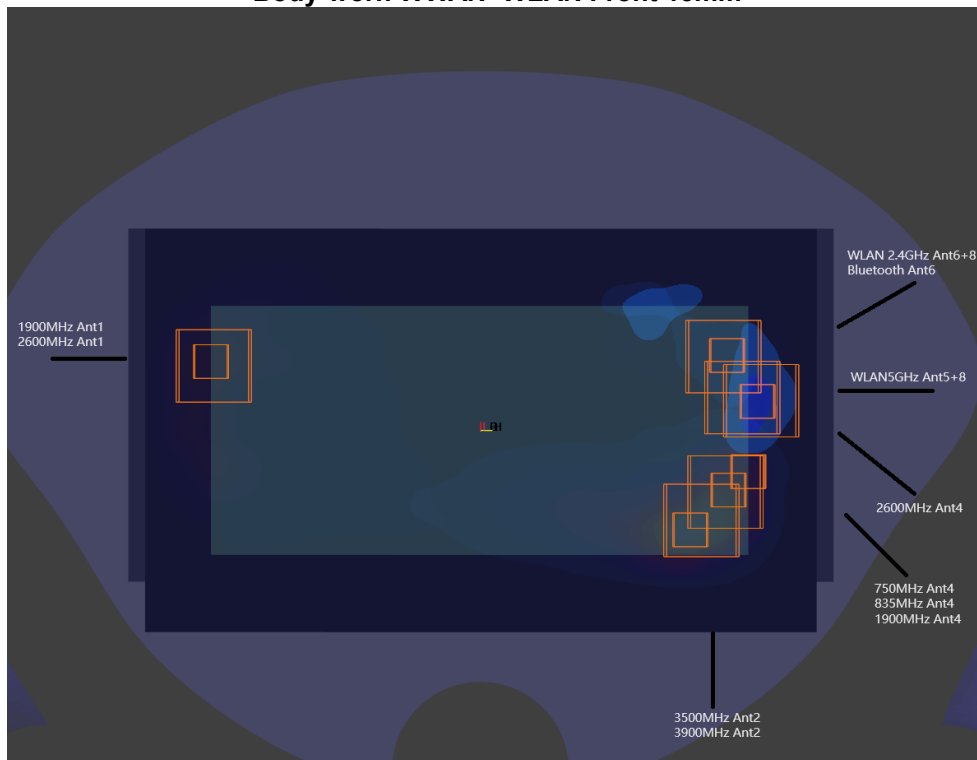 1900MHz Ant1
2600MHz Ant1
WLAN 2.4GHz Ant6+8
Bluetooth Ant6
WLAN5GHz Ant5+8
2600MHz Ant4
750MHz Ant4
835MHz Ant4
1900MHz Ant4
3500MHz Ant2
3900MHz Ant2